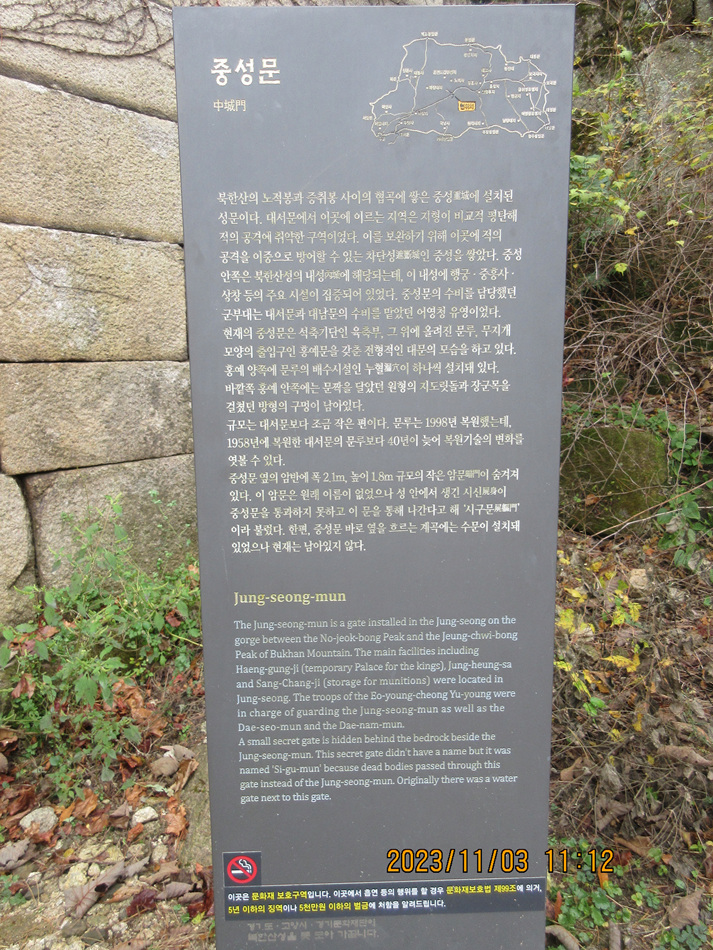 중성문
中城門
북한산의 노적봉과 증취봉 사이의 협곡에 쌓은 중성重城에 설치된
성문이다. 대서문에서 이곳에 이르는 지역은 지형이 비교적 평탄해
적의 공격에 취약한 구역이었다. 이를 보완하기 위해 이곳에 적의
공격을 이중으로 방어할 수 있는 차단성遮斷城인 중성을 쌓았다. 중성
안쪽은 북한산성의 내성內城에 해당되는데, 이 내성에 행궁·중흥사·
상창 등의 주요 시설이 집중되어 있었다. 중성문의 수비를 담당했던
군부대는 대서문과 대남문의 수비를 맡았던 어영청 유영이었다.
현재의 중성문은 석축기단인 육축부, 그 위에 올려진 문루, 무지개
모양의 출입구인 홍예문을 갖춘 전형적인 대문의 모습을 하고 있다.
홍예 양쪽에 문루의 배수시설인 누혈漏穴이 하나씩 설치돼 있다.
바깥쪽 홍예 안쪽에는 문짝을 달았던 원형의 지도릿돌과 장군목을
걸쳤던 방형의 구멍이 남아있다.
규모는 대서문보다 조금 작은 편이다. 문루는 1998년 복원했는데,
1958년에 복원한 대서문의 문루보다 40년이 늦어 복원기술의 변화를
엿볼 수 있다.
중성문 옆의 암반에 폭 2.1m, 높이 1.8m 규모의 작은 암문暗門이 숨겨져
있다. 이 암문은 원래 이름이 없었으나 성 안에서 생긴 시신屍身이
중성문을 통과하지 못하고 이 문을 통해 나간다고 해 '시구문屍軀門'
이라 불렸다. 한편, 중성문 바로 옆을 흐르는 계곡에는 수문이 설치돼
있었으나 현재는 남아있지 않다.
Jung-seong-mun
The Jung-seong-mun is a gate installed in the Jung-seong on the
gorge between the No-jeok-bong Peak and the Jeung-chwi-bong
Peak of Bukhan Mountain. The main facilities including
Haeng-gung-Ji (temporary Palace for the kings), Jung-heung-sa
and Sang-Chang-ji (storage for munitions) were located in
Jung-seong. The troops of the Eo-young-cheong Yu-young were
in charge of guarding the Jung-seong-mun as well as the
Dae-seo-mun and the Dae-nam-mun.
A small secret gate is hidden behind the bedrock beside the
Jung-seong-mun. This secret gate didn't have a name but it was
named 'Si-gu-mun' because dead bodies passed through this
gate instead of the Jung-seong-mun. Originally there was a water
gate next to this gate.
2023/11/03 11:12
이곳은 문화재 보호구역입니다. 이곳에서 흡연 등의 행위를 할 경우 문화재보호법 제99조에 의거,
5년 이하의 징역이나 5천만원 이하의 벌금에 처함을 알려드립니다.
경기도·고양시·경기문화재단